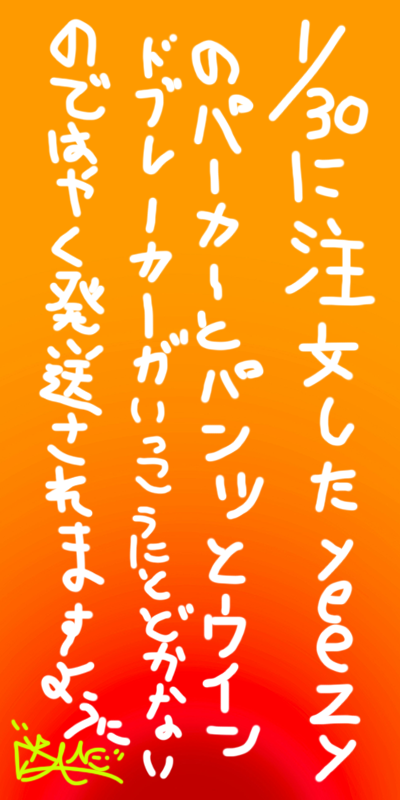 1/30に注文したyeezy
のパーカーとパンツとウイン
ドブレーカーがいっこうにとどかない
のではやく発送されますように